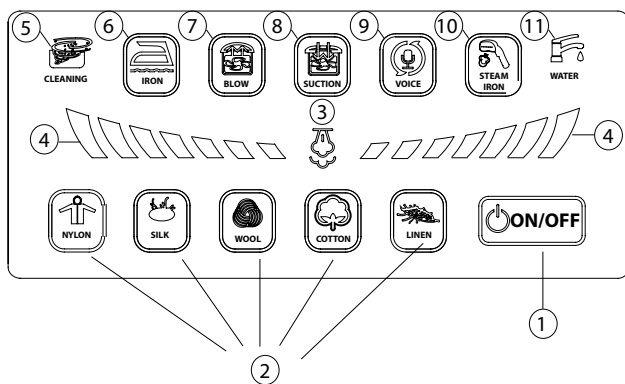 5 6 7 8 9 10 11
CLEANING IRON BLOW SUCTION VOICE STEAM IRON WATER
3
4 4
NYLON SILK WOOL COTTON LINEN ON/OFF
1
2